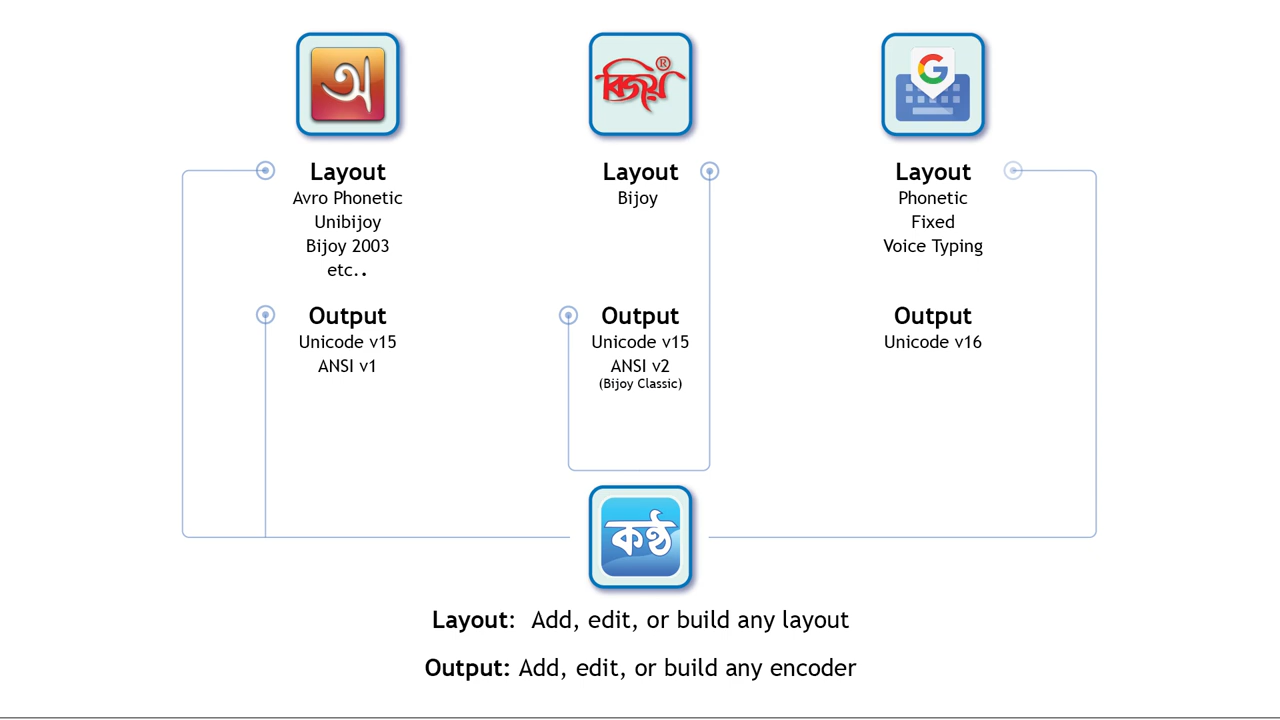 অ
বিজয়®
G
Layout
Avro Phonetic
Unibijoy
Bijoy 2003
etc..
Output
Unicode v15
ANSI v1
Layout
Bijoy
Output
Unicode v15
ANSI v2
(Bijoy Classic)
Layout
Phonetic
Fixed
Voice Typing
Output
Unicode v16
কণ্ঠ
Layout: Add, edit, or build any layout
Output: Add, edit, or build any encoder